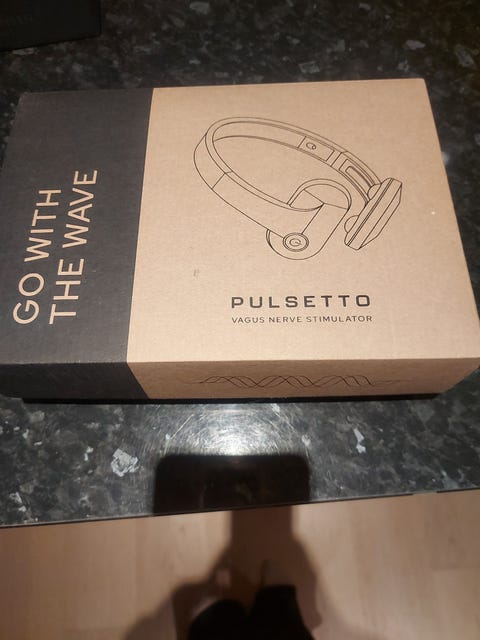 GO WITH
THE WAVE
PULSETTO
VAGUS NERVE STIMULATOR